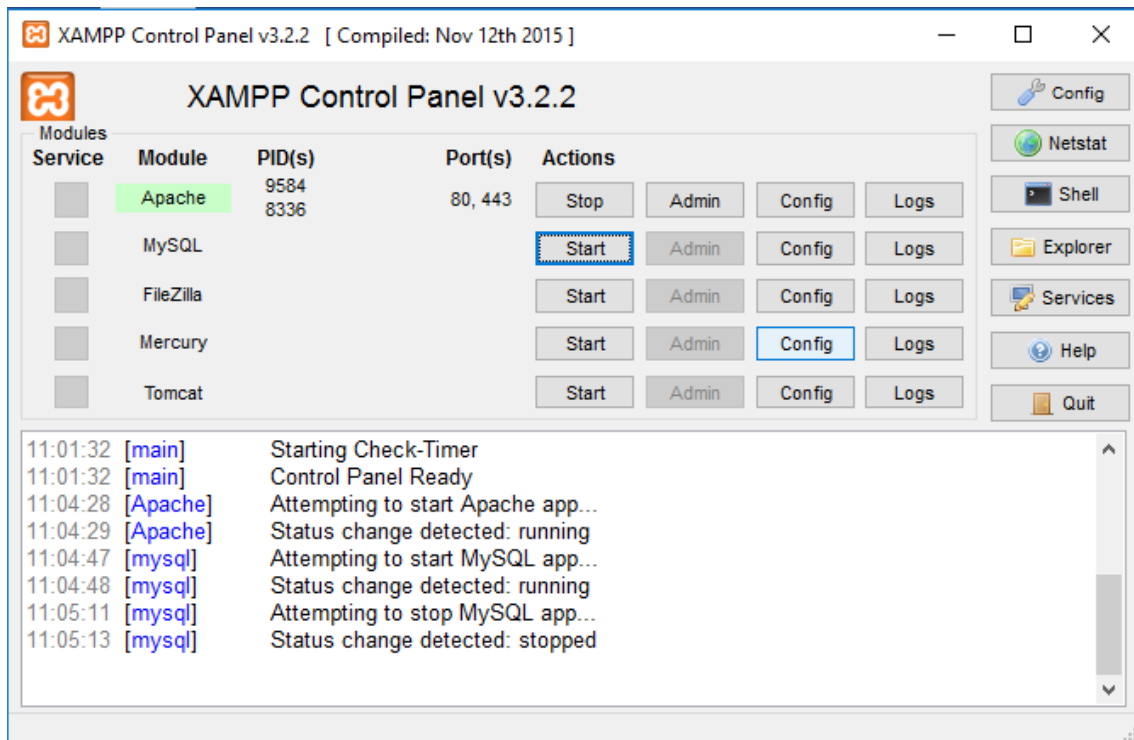 XAMPP Control Panel v3.2.2 [ Compiled: Nov 12th 2015 ]
XAMPP Control Panel v3.2.2
Config
Modules
Service Module PID(s) Port(s) Actions
Netstat
Apache 9584 8336 80, 443 Stop Admin Config Logs
Shell
MySQL Start Admin Config Logs
Explorer
FileZilla Start Admin Config Logs
Services
Mercury Start Admin Config Logs
Help
Tomcat Start Admin Config Logs
Quit
11:01:32 [main] Starting Check-Timer
11:01:32 [main] Control Panel Ready
11:04:28 [Apache] Attempting to start Apache app...
11:04:29 [Apache] Status change detected: running
11:04:47 [mysql] Attempting to start MySQL app...
11:04:48 [mysql] Status change detected: running
11:05:11 [mysql] Attempting to stop MySQL app...
11:05:13 [mysql] Status change detected: stopped